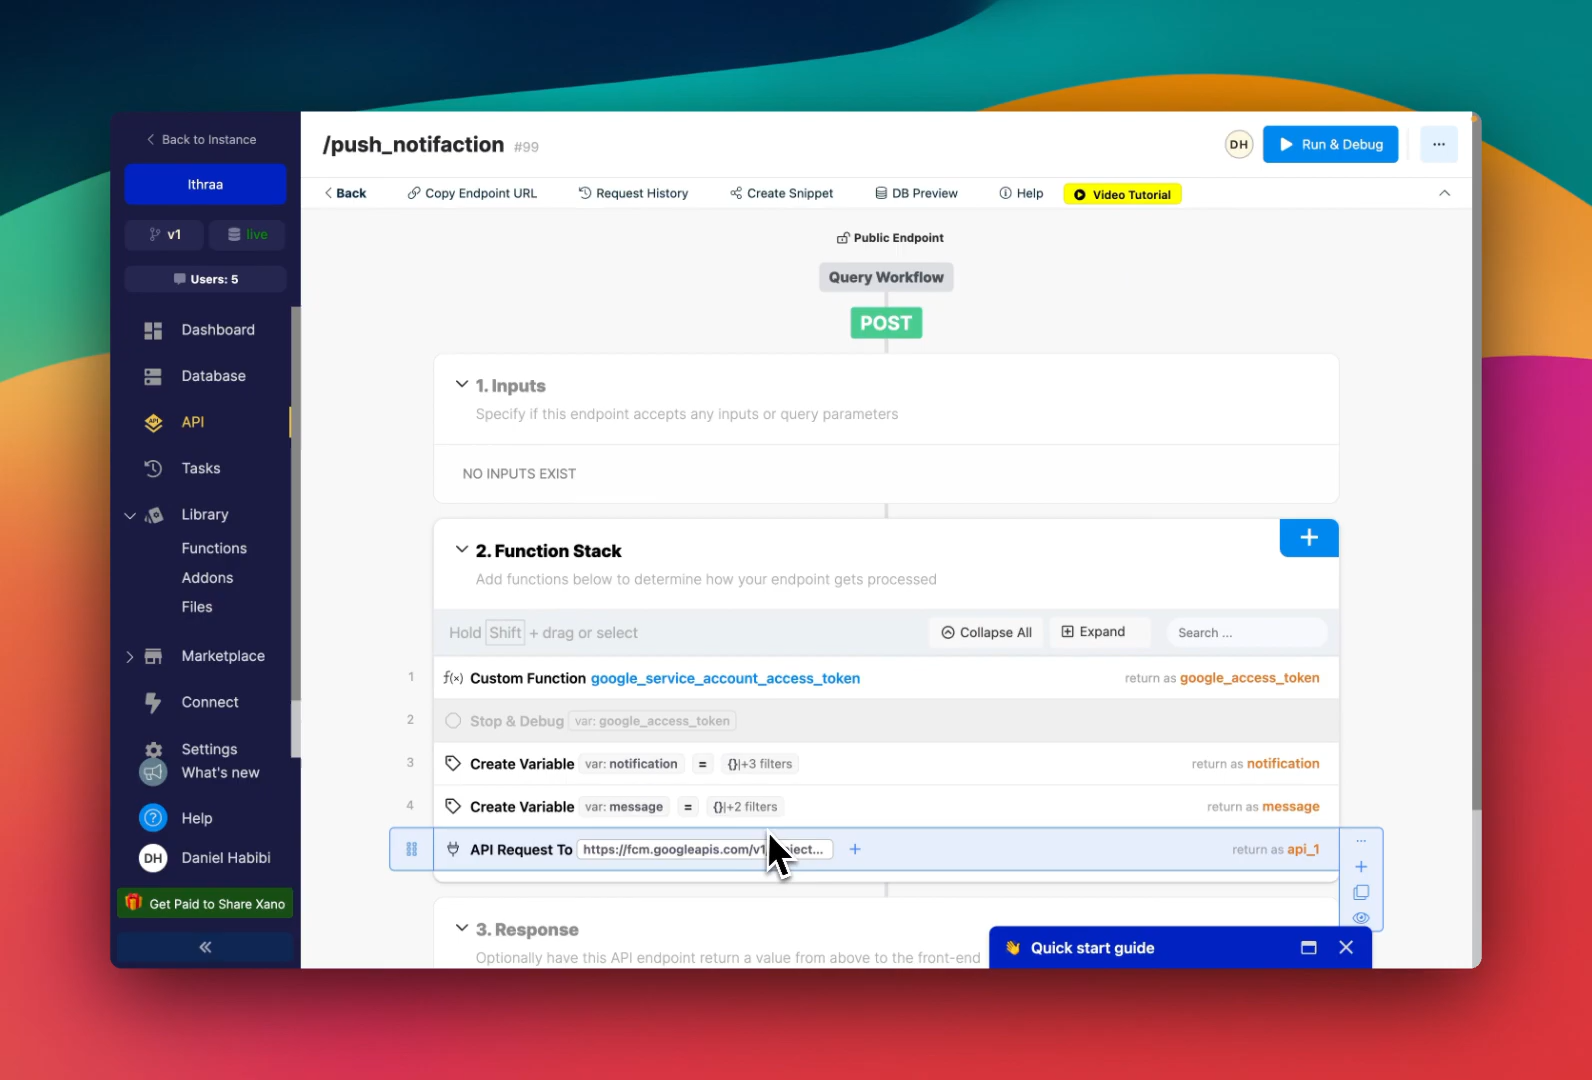 Back to Instance
Ithraa
v1
live
Users: 5
Dashboard
Database
API
Tasks
Library
Functions
Addons
Files
Marketplace
Connect
Settings
What's new
Help
DH Daniel Habibi
Get Paid to Share Xano
/push_notifaction #99
DH
Run & Debug
Back
Copy Endpoint URL
Request History
Create Snippet
DB Preview
Help
Video Tutorial
Public Endpoint
Query Workflow
POST
1. Inputs
Specify if this endpoint accepts any inputs or query parameters
NO INPUTS EXIST
2. Function Stack
Add functions below to determine how your endpoint gets processed
Hold Shift + drag or select
Collapse All
Expand
Search ...
1 f(x) Custom Function google_service_account_access_token return as google_access_token
2 Stop & Debug var: google_access_token
3 Create Variable var: notification = {}|+3 filters return as notification
4 Create Variable var: message = {}|+2 filters return as message
API Request To https://fcm.googleapis.com/v1 + return as api_1
3. Response
Optionally have this API endpoint return a value from above to the front-end
Quick start guide